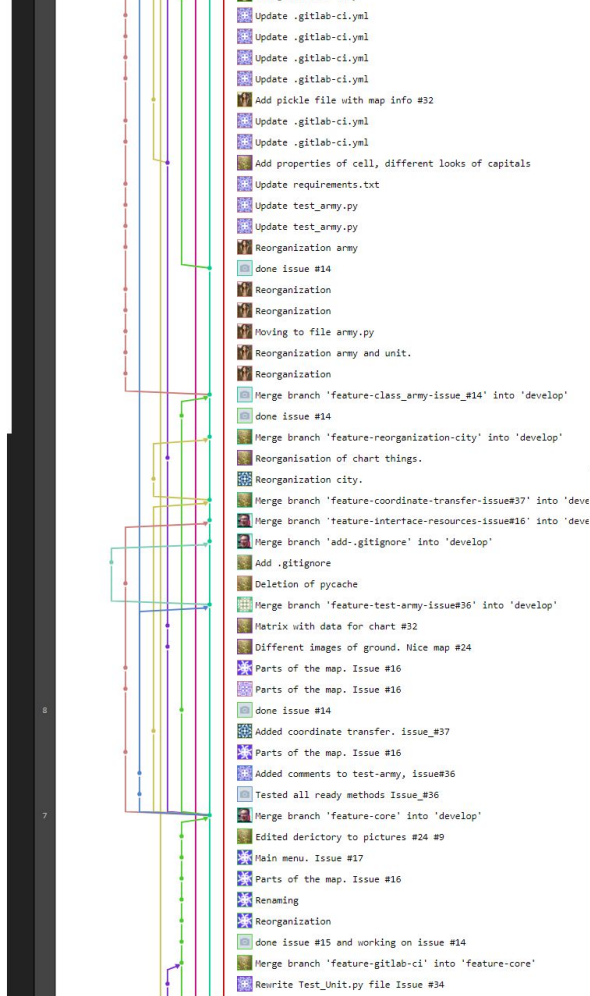 Update .gitlab-ci.yml
Update .gitlab-ci.yml
Update .gitlab-ci.yml
Update .gitlab-ci.yml
Add pickle file with map info #32
Update .gitlab-ci.yml
Update .gitlab-ci.yml
Add properties of cell, different looks of capitals
Update requirements.txt
Update test_army.py
Update test_army.py
Reorganization army
done issue #14
Reorganization
Reorganization
Moving to file army.py
Reorganization army and unit.
Reorganization
Merge branch 'feature-class_army-issue_#14' into 'develop'
done issue #14
Merge branch 'feature-reorganization-city' into 'develop'
Reorganisation of chart things.
Reorganization city.
Merge branch 'feature-coordinate-transfer-issue#37' into 'deve
Merge branch 'feature-interface-resources-issue#16' into 'deve
Merge branch 'add-.gitignore' into 'develop'
Add .gitignore
Deletion of pycache
Merge branch 'feature-test-army-issue#36' into 'develop'
Matrix with data for chart #32
Different images of ground. Nice map #24
Parts of the map. Issue #16
Parts of the map. Issue #16
8 done issue #14
Added coordinate transfer. issue_#37
Parts of the map. Issue #16
Added comments to test-army, issue#36
Tested all ready methods Issue_#36
7 Merge branch 'feature-core' into 'develop'
Edited derictory to pictures #24 #9
Main menu. Issue #17
Parts of the map. Issue #16
Renaming
Reorganization
done issue #15 and working on issue #14
Merge branch 'feature-gitlab-ci' into 'feature-core'
Rewrite Test_Unit.py file Issue #34